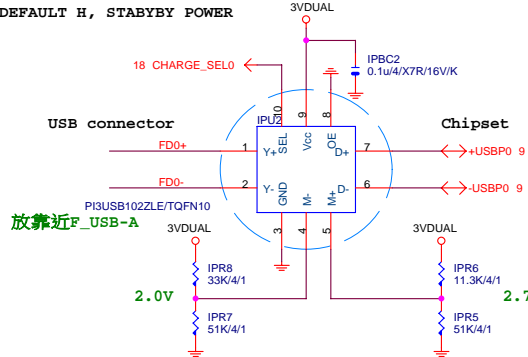 DEFAULT H, STABYBY POWER
3VDUAL
IPBC2
0.1u/4/X7R/16V/K
18 CHARGE_SEL0
USB connector
Chipset
IPU2
10 9 8
SEL Vcc OE
FD0+ 1 Y+ D+ 7 +USBP0 9
FD0- 2 Y- D- 6 -USBP0 9
GND M- M+
3 4 5
PI3USB102ZLE/TQFN10
放靠近F_USB-A
3VDUAL
3VDUAL
IPR8
33K/4/1
IPR6
11.3K/4/1
2.0V
2.7
IPR7
51K/4/1
IPR5
51K/4/1